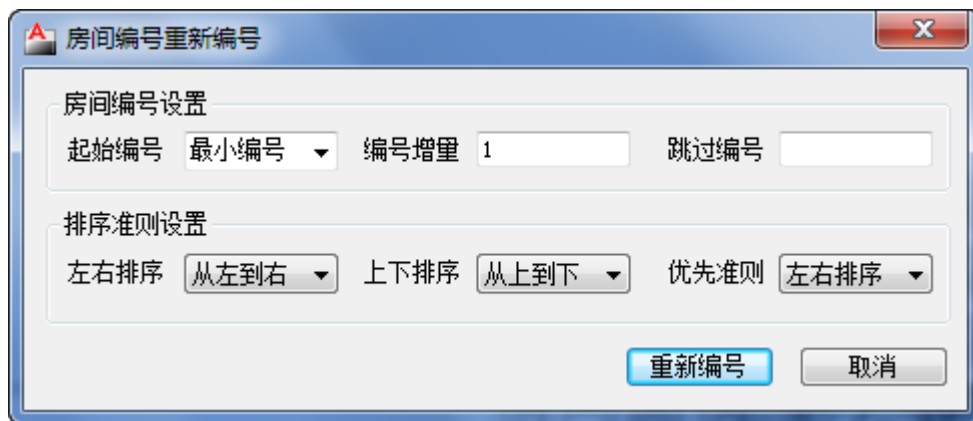 房间编号重新编号
房间编号设置
起始编号 最小编号 编号增量 1 跳过编号
排序准则设置
左右排序 从左到右 上下排序 从上到下 优先准则 左右排序
重新编号 取消